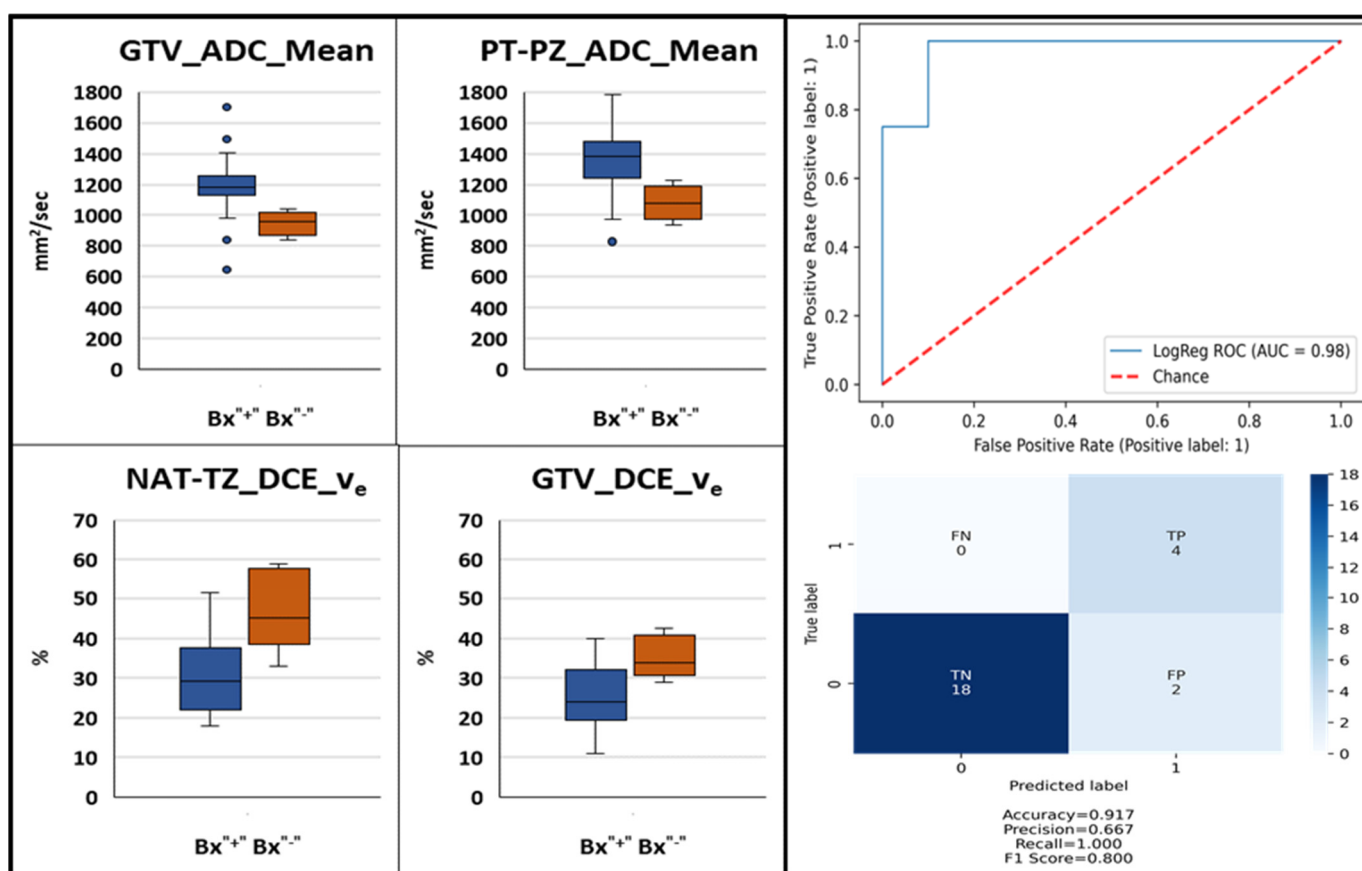 GTV_ADC_Mean
1800
1600
1400
1200
1000
800
600
400
200
0
mm²/sec
Bx"+" Bx"-"
PT-PZ_ADC_Mean
1800
1600
1400
1200
1000
800
600
400
200
0
mm²/sec
Bx"+" Bx"-"
NAT-TZ_DCE_vₑ
70
60
50
40
30
20
10
0
%
Bx"+" Bx"-"
GTV_DCE_vₑ
70
60
50
40
30
20
10
0
%
Bx"+" Bx"-"
True Positive Rate (Positive label: 1)
1.0
0.8
0.6
0.4
0.2
0.0
LogReg ROC (AUC = 0.98)
Chance
0.0 0.2 0.4 0.6 0.8 1.0
False Positive Rate (Positive label: 1)
True label
1
0
FN
0
TP
4
TN
18
FP
2
0 1
Predicted label
18
16
14
12
10
8
6
4
2
0
Accuracy=0.917
Precision=0.667
Recall=1.000
F1 Score=0.800